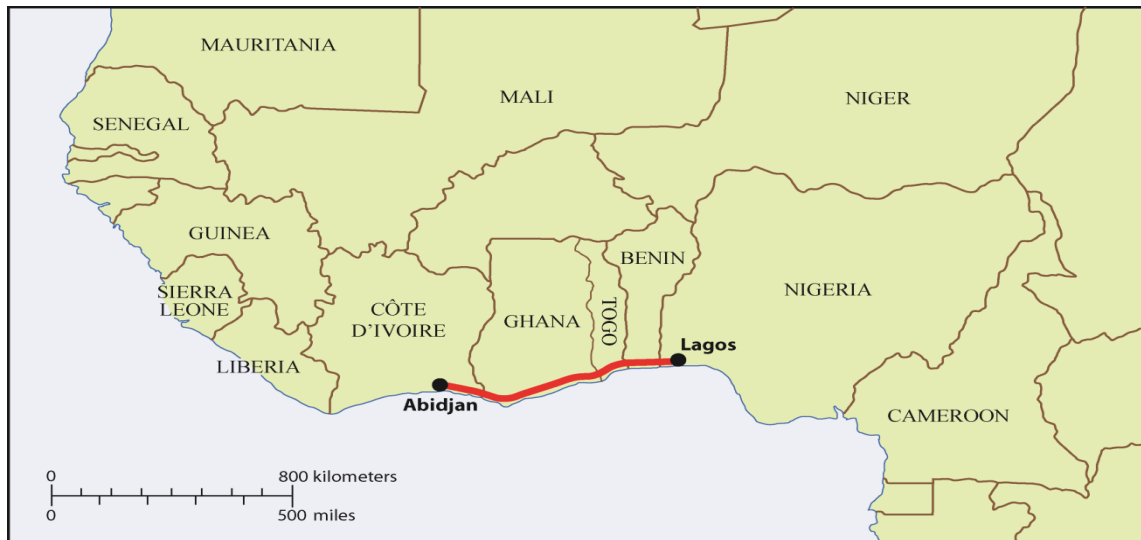 MAURITANIA
MALI
NIGER
SENEGAL
GUINEA
BENIN
SIERRA
LEONE
CÔTE
D'IVOIRE
GHANA
TOGO
NIGERIA
LIBERIA
Lagos
Abidjan
CAMEROON
0
800 kilometers
0
500 miles